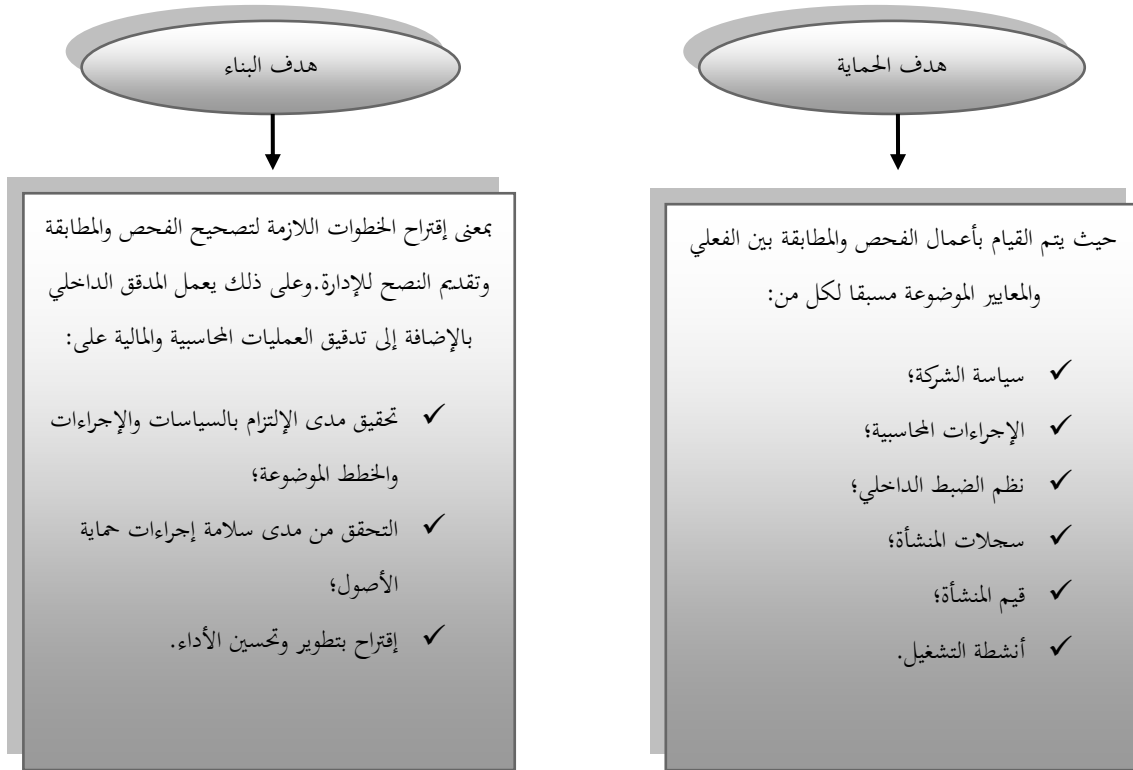 هدف الحماية
حيث يتم القيام بأعمال الفحص والمطابقة بين الفعلي
والمعايير الموضوعة مسبقا لكل من:
✓ سياسة الشركة؛
✓ الإجراءات المحاسبية؛
✓ نظم الضبط الداخلي؛
✓ سجلات المنشأة؛
✓ قيم المنشأة؛
✓ أنشطة التشغيل.
هدف البناء
بمعنى إقتراح الخطوات اللازمة لتصحيح الفحص والمطابقة
وتقديم النصح للإدارة.وعلى ذلك يعمل المدقق الداخلي
بالإضافة إلى تدقيق العمليات المحاسبية والمالية على:
✓ تحقيق مدى الإلتزام بالسياسات والإجراءات
والخطط الموضوعة؛
✓ التحقق من مدى سلامة إجراءات حماية
الأصول؛
✓ إقتراح بتطوير وتحسين الأداء.